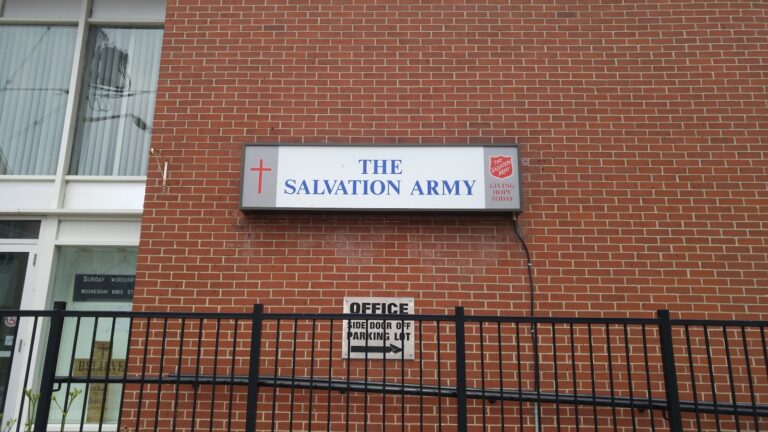 THE
SALVATION ARMY
THE
SALVATION
ARMY
GIVING
HOPE
TODAY
SUNDAY WORSHIP
WEDNESDAY BIBLE
OFFICE
SIDE DOOR OFF
PARKING LOT
BELIEVE